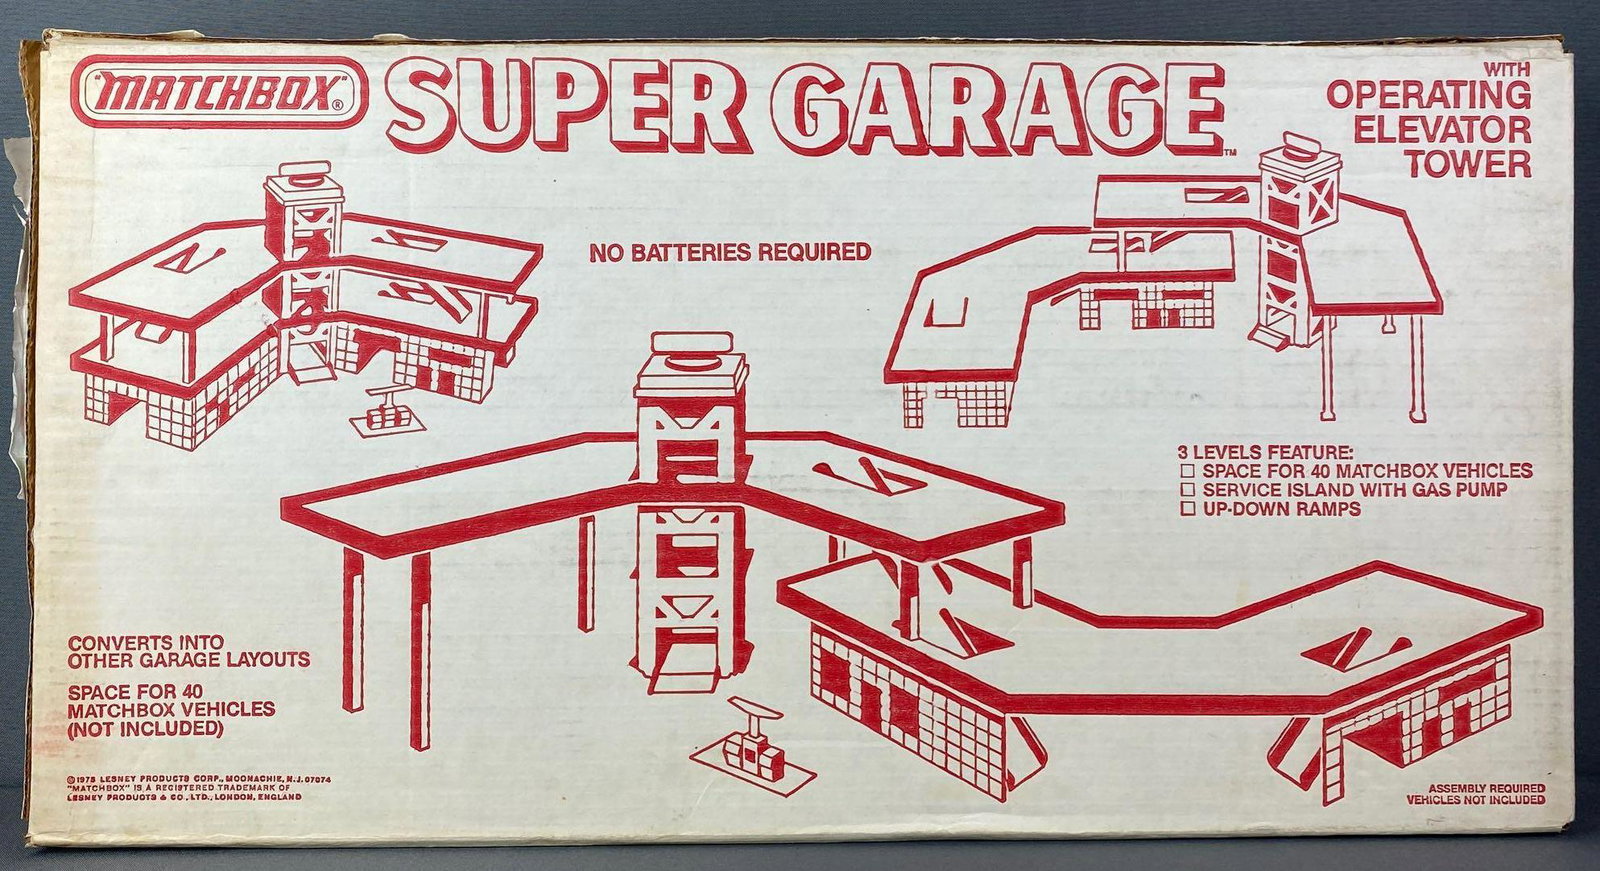 "MATCHBOX"®
SUPER GARAGE™
WITH
OPERATING
ELEVATOR
TOWER
NO BATTERIES REQUIRED
3 LEVELS FEATURE:
☐ SPACE FOR 40 MATCHBOX VEHICLES
☐ SERVICE ISLAND WITH GAS PUMP
☐ UP-DOWN RAMPS
CONVERTS INTO
OTHER GARAGE LAYOUTS
SPACE FOR 40
MATCHBOX VEHICLES
(NOT INCLUDED)
©1975 LESNEY PRODUCTS CORP., MOONACHIE, N.J. 07074
"MATCHBOX" IS A REGISTERED TRADEMARK OF
LESNEY PRODUCTS & CO., LTD., LONDON, ENGLAND
ASSEMBLY REQUIRED
VEHICLES NOT INCLUDED